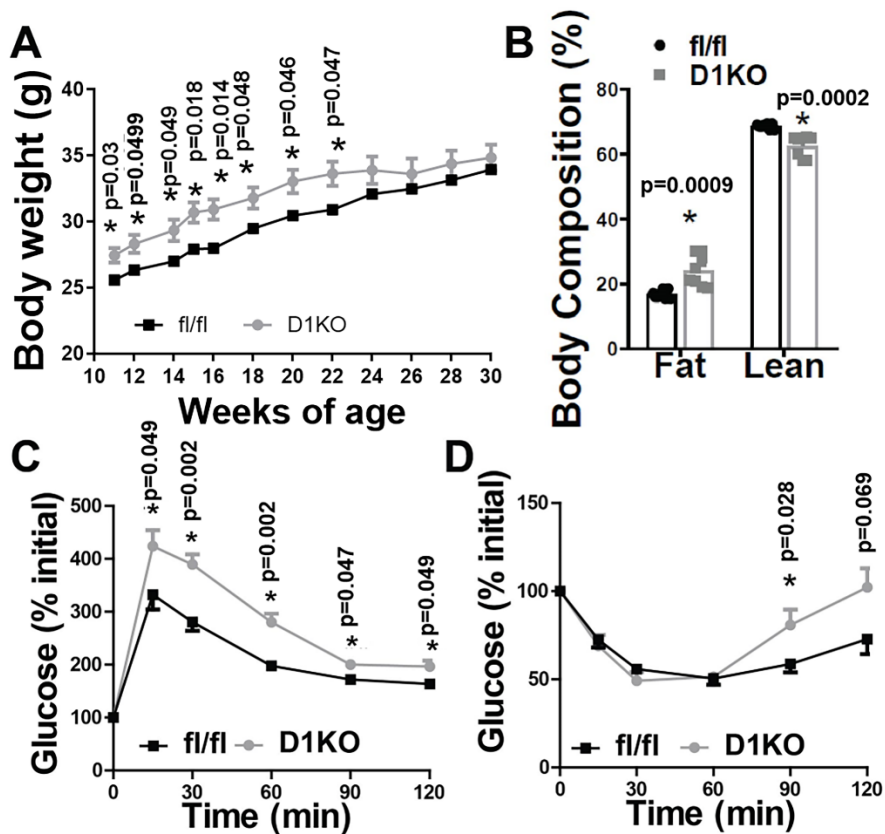 A
Body weight (g)
40
35
30
25
20
* p=0.03
* p=0.0499
*p=0.049
* p=0.018
* p=0.014
* p=0.048
* p=0.046
* p=0.047
fl/fl D1KO
10 12 14 16 18 20 22 24 26 28 30
Weeks of age
B
Body Composition (%)
fl/fl
D1KO
80
60
40
20
0
p=0.0009
*
p=0.0002
*
Fat Lean
C
Glucose (% initial)
500
400
300
200
100
0
*p=0.049
* p=0.002
* p=0.002
* p=0.047
* p=0.049
fl/fl D1KO
0 30 60 90 120
Time (min)
D
Glucose (% initial)
150
100
50
0
* p=0.028
p=0.069
fl/fl D1KO
0 30 60 90 120
Time (min)